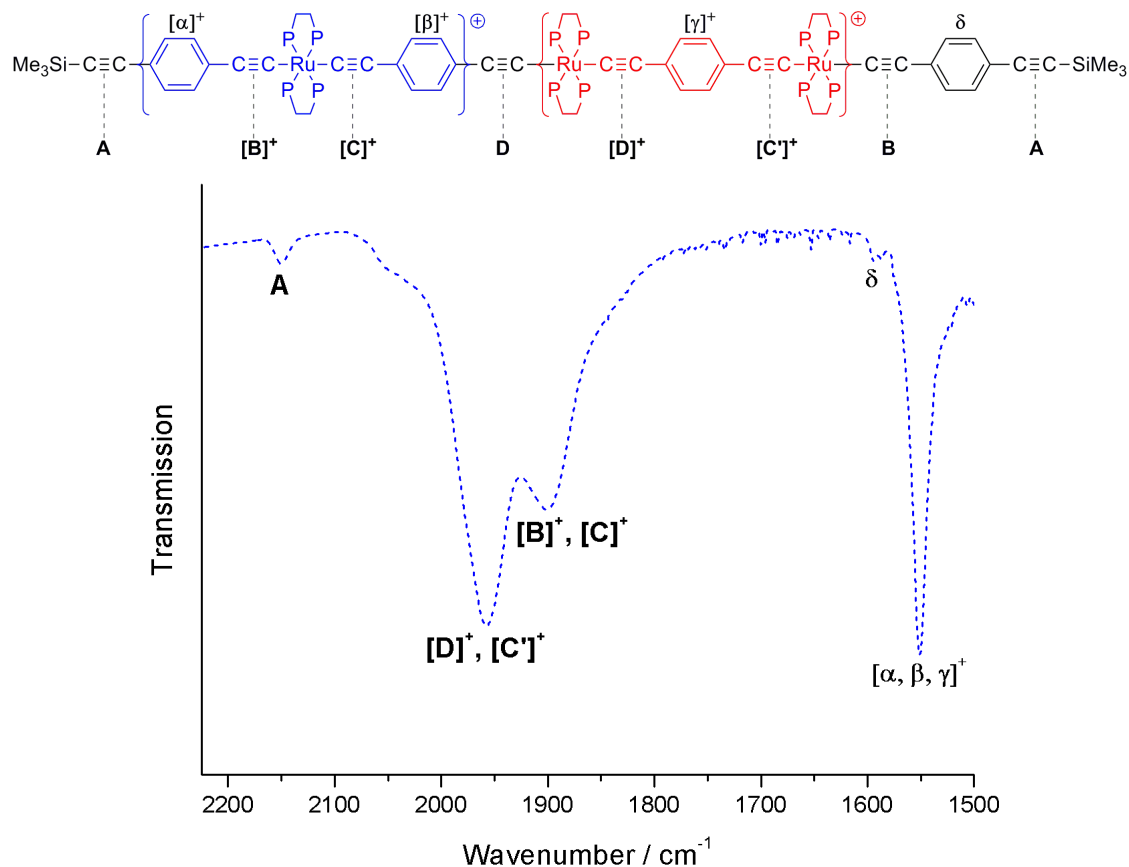 [α]⁺ [β]⁺ ⊕ [γ]⁺ ⊕ δ
P P P P P P
Me₃Si C≡C C≡C Ru C≡C C≡C Ru C≡C C≡C Ru C≡C C≡C SiMe₃
P P P P P P
A [B]⁺ [C]⁺ D [D]⁺ [C']⁺ B A
A
δ
[B]⁺, [C]⁺
[D]⁺, [C']⁺
[α, β, γ]⁺
Transmission
2200 2100 2000 1900 1800 1700 1600 1500
Wavenumber / cm⁻¹